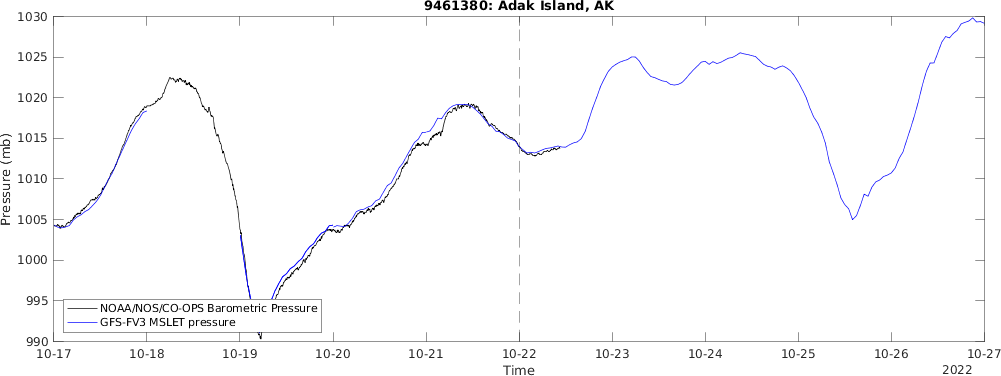 9461380: Adak Island, AK
Pressure (mb)
1030
1025
1020
1015
1010
1005
1000
995
990
NOAA/NOS/CO-OPS Barometric Pressure
GFS-FV3 MSLET pressure
10-17 10-18 10-19 10-20 10-21 10-22 10-23 10-24 10-25 10-26 10-27
Time
2022